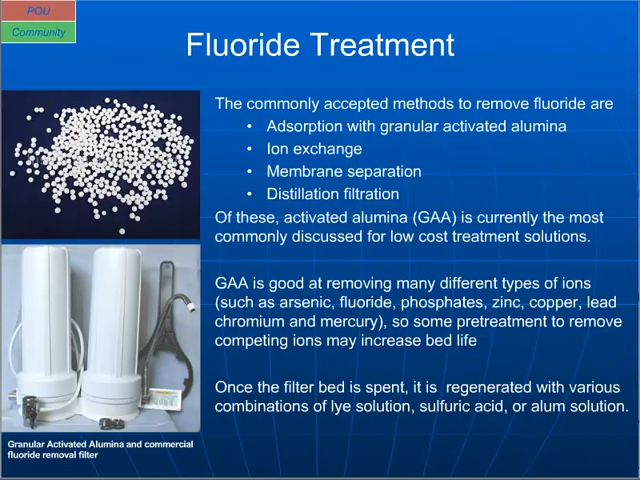 POU
Community
Fluoride Treatment
The commonly accepted methods to remove fluoride are
• Adsorption with granular activated alumina
• Ion exchange
• Membrane separation
• Distillation filtration
Of these, activated alumina (GAA) is currently the most
commonly discussed for low cost treatment solutions.
GAA is good at removing many different types of ions
(such as arsenic, fluoride, phosphates, zinc, copper, lead
chromium and mercury), so some pretreatment to remove
competing ions may increase bed life
Once the filter bed is spent, it is regenerated with various
combinations of lye solution, sulfuric acid, or alum solution.
Granular Activated Alumina and commercial
fluoride removal filter